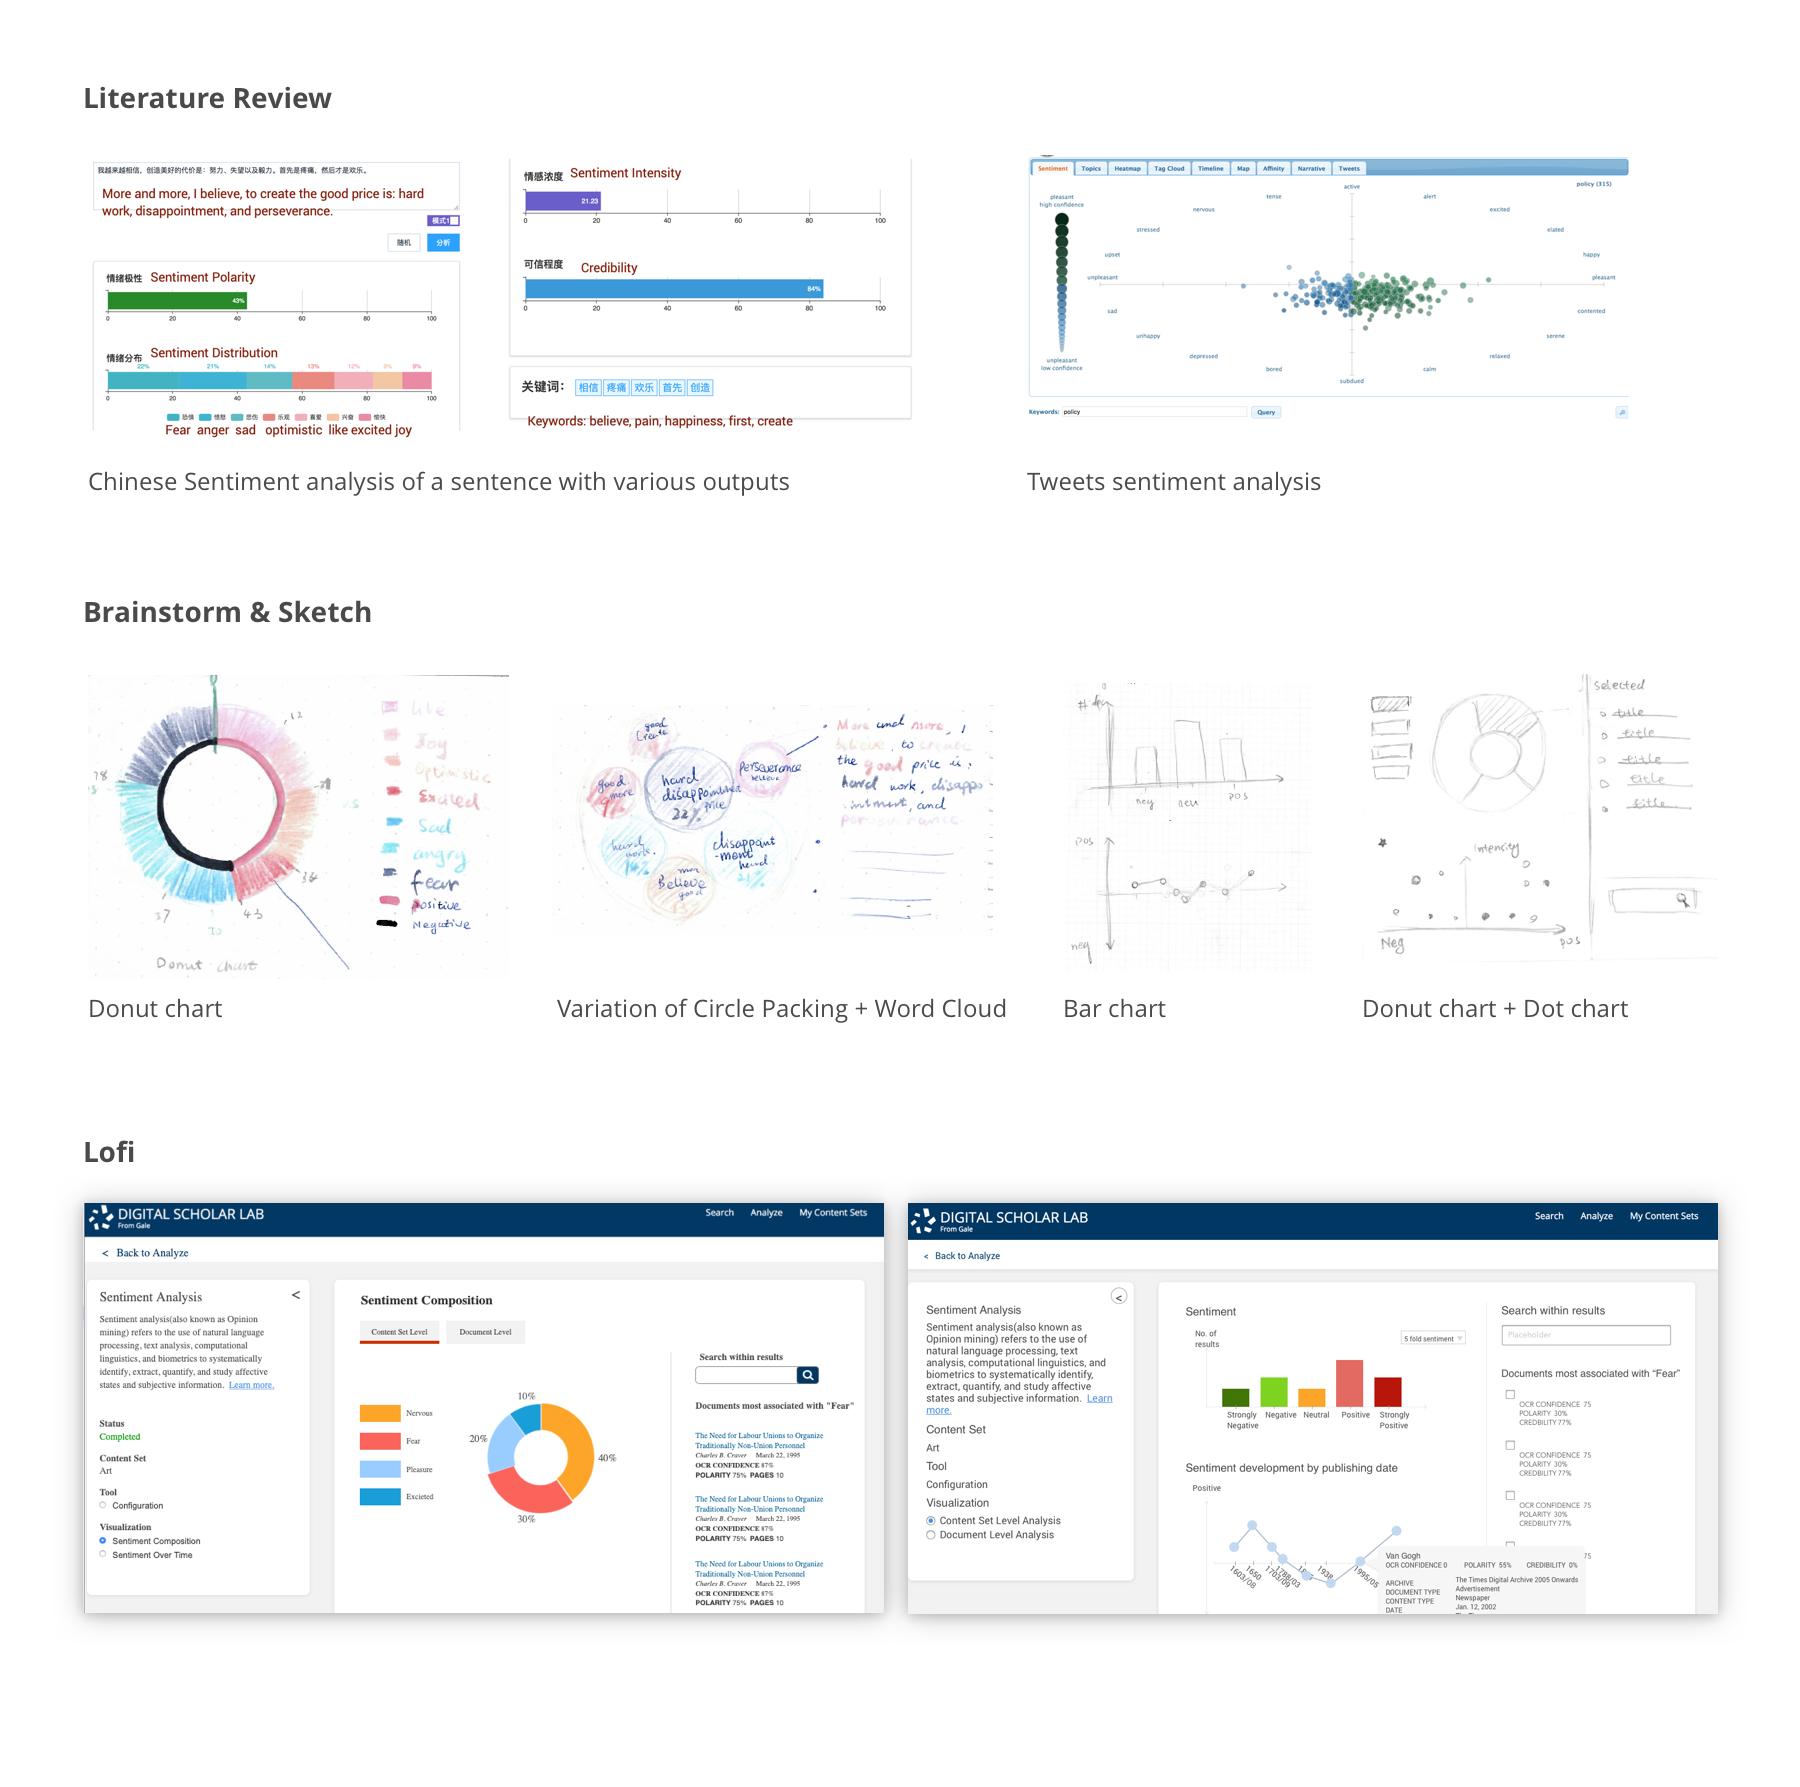 Literature Review
我越来越相信，创造美好的代价是：努力、失望以及毅力。首先是疼痛，然后才是欢乐。
More and more, I believe, to create the good price is: hard
work, disappointment, and perseverance.
模式1
随机 分析
情绪极性 Sentiment Polarity
43%
0 20 40 60 80 100
情绪分布 Sentiment Distribution
22% 21% 14% 13% 12% 9% 9%
0 20 40 60 80 100
恐惧 愤怒 悲伤 乐观 喜爱 兴奋 愉快
Fear anger sad optimistic like excited joy
情感浓度 Sentiment Intensity
21.23
0 20 40 60 80 100
可信程度 Credibility
84%
0 20 40 60 80 100
关键词： 相信 疼痛 欢乐 首先 创造
Keywords: believe, pain, happiness, first, create
Sentiment Topics Heatmap Tag Cloud Timeline Map Affinity Narrative Tweets
policy (315)
pleasant
high confidence
unpleasant
low confidence
active
tense alert
nervous excited
stressed elated
upset happy
unpleasant pleasant
sad contented
unhappy serene
depressed relaxed
bored calm
subdued
Keywords: policy Query
Chinese Sentiment analysis of a sentence with various outputs
Tweets sentiment analysis
Brainstorm & Sketch
like
Joy
Optimistic
Excited
Sad
angry
fear
positive
Negative
12
78
37
30
43
Donut chart
good
Create
good
more
9%
hard
disappointment
price
22%
perseverance
believe
hard
work
14%
disappoint
-ment
hard
21%
more
Believe
good
13%
More and more, I
believe, to create
the good price is:
hard work, disappo
intment, and
perseverance
neg neu pos
pos
neg
selected
title
title
title
title
title
Intencity
Neg pos
Donut chart
Variation of Circle Packing + Word Cloud
Bar chart
Donut chart + Dot chart
Lofi
DIGITAL SCHOLAR LAB
From Gale
Search Analyze My Content Sets
< Back to Analyze
Sentiment Analysis <
Sentiment analysis(also known as Opinion
mining) refers to the use of natural language
processing, text analysis, computational
linguistics, and biometrics to systematically
identify, extract, quantify, and study affective
states and subjective information. Learn more.
Status
Completed
Content Set
Art
Tool
Configuration
Visualization
Sentiment Composition
Sentiment Over Time
Sentiment Composition
Content Set Level Document Level
Nervous
Fear
Pleasure
Excieted
10%
20%
40%
30%
Search within results
Documents most associated with "Fear"
The Need for Labour Unions to Organize
Traditionally Non-Union Personnel
Charles B. Craver March 22, 1995
OCR CONFIDENCE 87%
POLARITY 75% PAGES 10
The Need for Labour Unions to Organize
Traditionally Non-Union Personnel
Charles B. Craver March 22, 1995
OCR CONFIDENCE 87%
POLARITY 75% PAGES 10
The Need for Labour Unions to Organize
Traditionally Non-Union Personnel
Charles B. Craver March 22, 1995
OCR CONFIDENCE 87%
POLARITY 75% PAGES 10
DIGITAL SCHOLAR LAB
From Gale
Search Analyze My Content Sets
< Back to Analyze
<
Sentiment Analysis
Sentiment analysis(also known as
Opinion mining) refers to the use of
natural language processing, text
analysis, computational linguistics, and
biometrics to systematically identify,
extract, quantify, and study affective
states and subjective information. Learn
more.
Content Set
Art
Tool
Configuration
Visualization
Content Set Level Analysis
Document Level Analysis
Sentiment
No. of
results
5 fold sentiment
Strongly
Negative
Negative
Neutral
Positive
Strongly
Positive
Sentiment development by publishing date
Positive
1603/08
1650
1703/09
1788/03
1938
1995/05
Search within results
Placeholder
Documents most associated with “Fear”
OCR CONFIDENCE 75
POLARITY 30%
CREDBILITY 77%
OCR CONFIDENCE 75
POLARITY 30%
CREDBILITY 77%
OCR CONFIDENCE 75
POLARITY 30%
CREDBILITY 77%
75
Van Gogh
OCR CONFIDENCE 0 POLARITY 55% CREDIBILITY 0%
ARCHIVE The Times Digital Archive 2005 Onwards
DOCUMENT TYPE Advertisement
CONTENT TYPE Newspaper
DATE Jan. 12, 2002